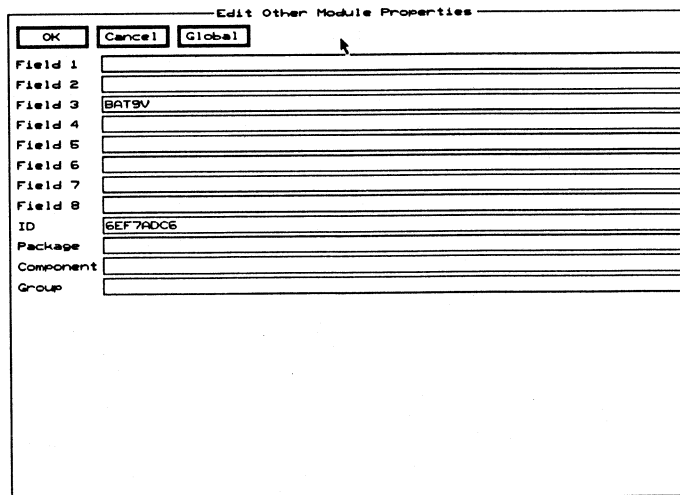 Edit Other Module Properties
OK Cancel Global
Field 1
Field 2
Field 3 BAT9V
Field 4
Field 5
Field 6
Field 7
Field 8
ID 6EF7ADC6
Package
Component
Group